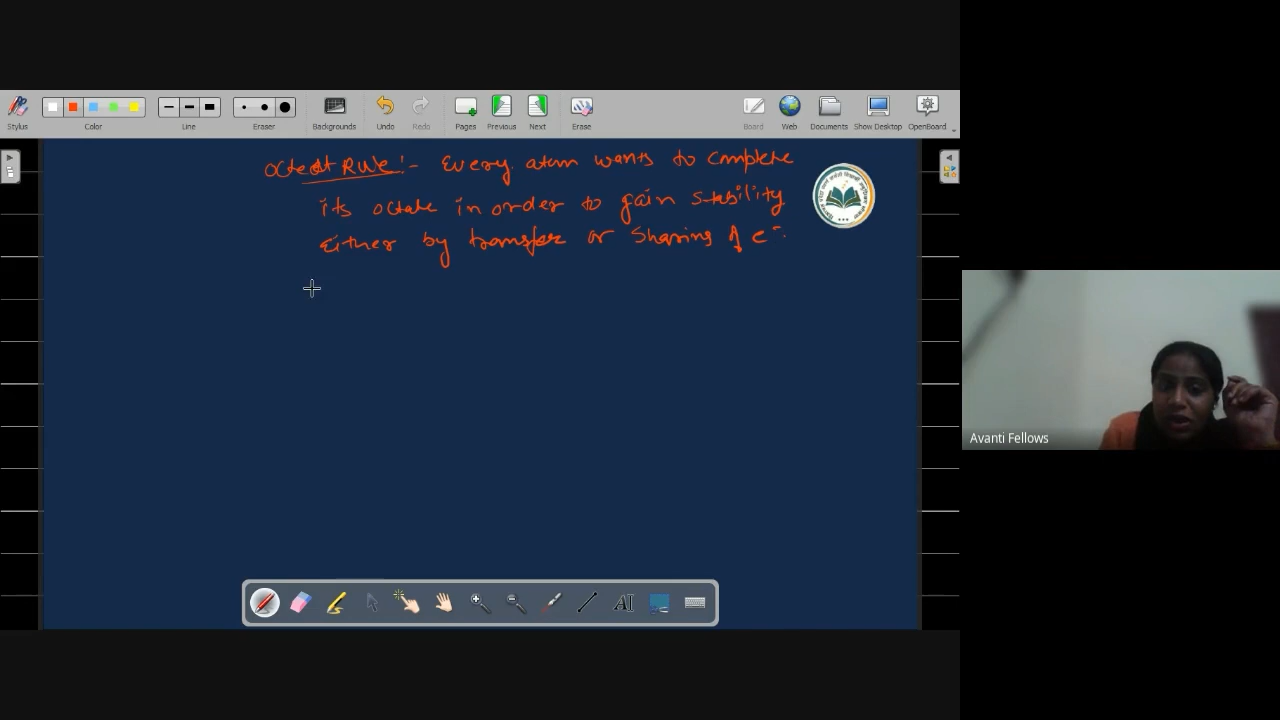 Color
Line
Eraser
Stylus
Backgrounds
Undo
Redo
Pages
Previous
Next
Erase
Board
Web
Documents
Show Desktop
OpenBoard
Octect Rule :- Every atom wants to complete
its octate in order to gain stability
either by transfer or sharing of e⁻.
AI
Avanti Fellows